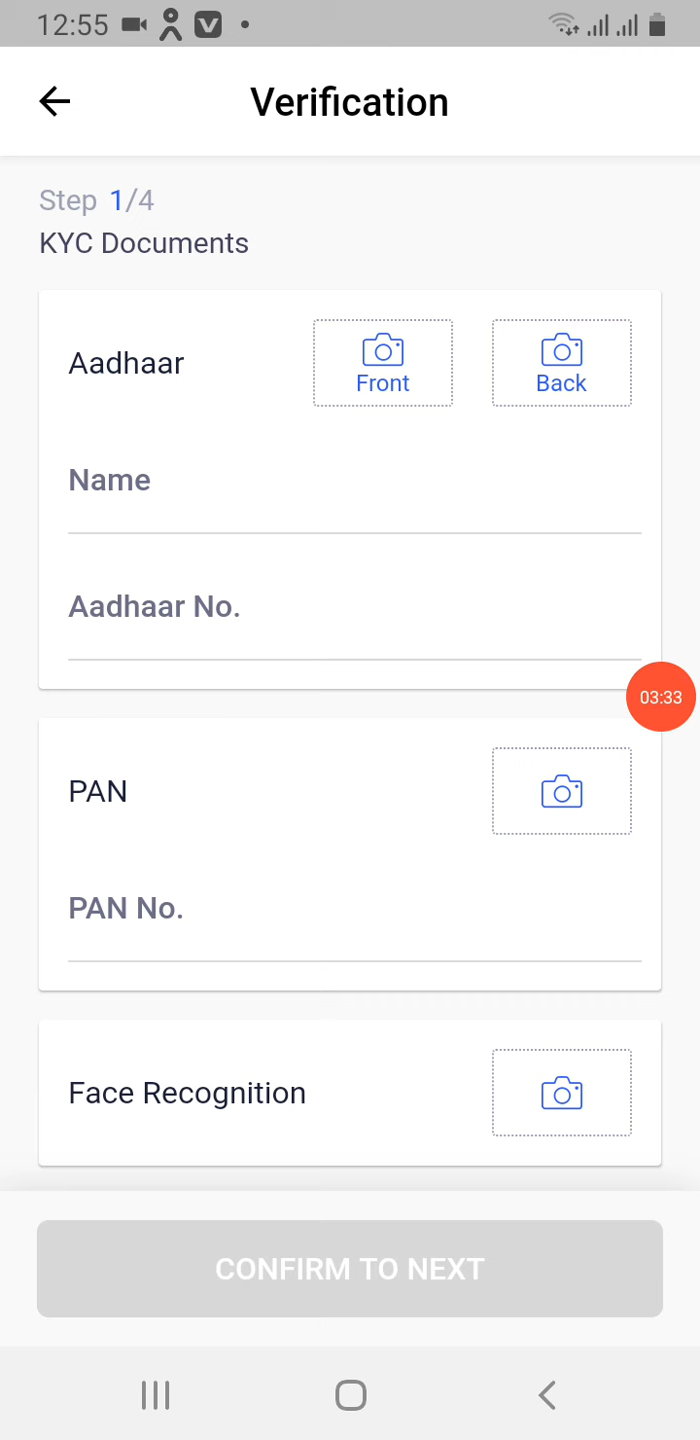 12:55
Verification
Step 1/4
KYC Documents
Aadhaar
Front
Back
Name
Aadhaar No.
03:33
PAN
PAN No.
Face Recognition
CONFIRM TO NEXT